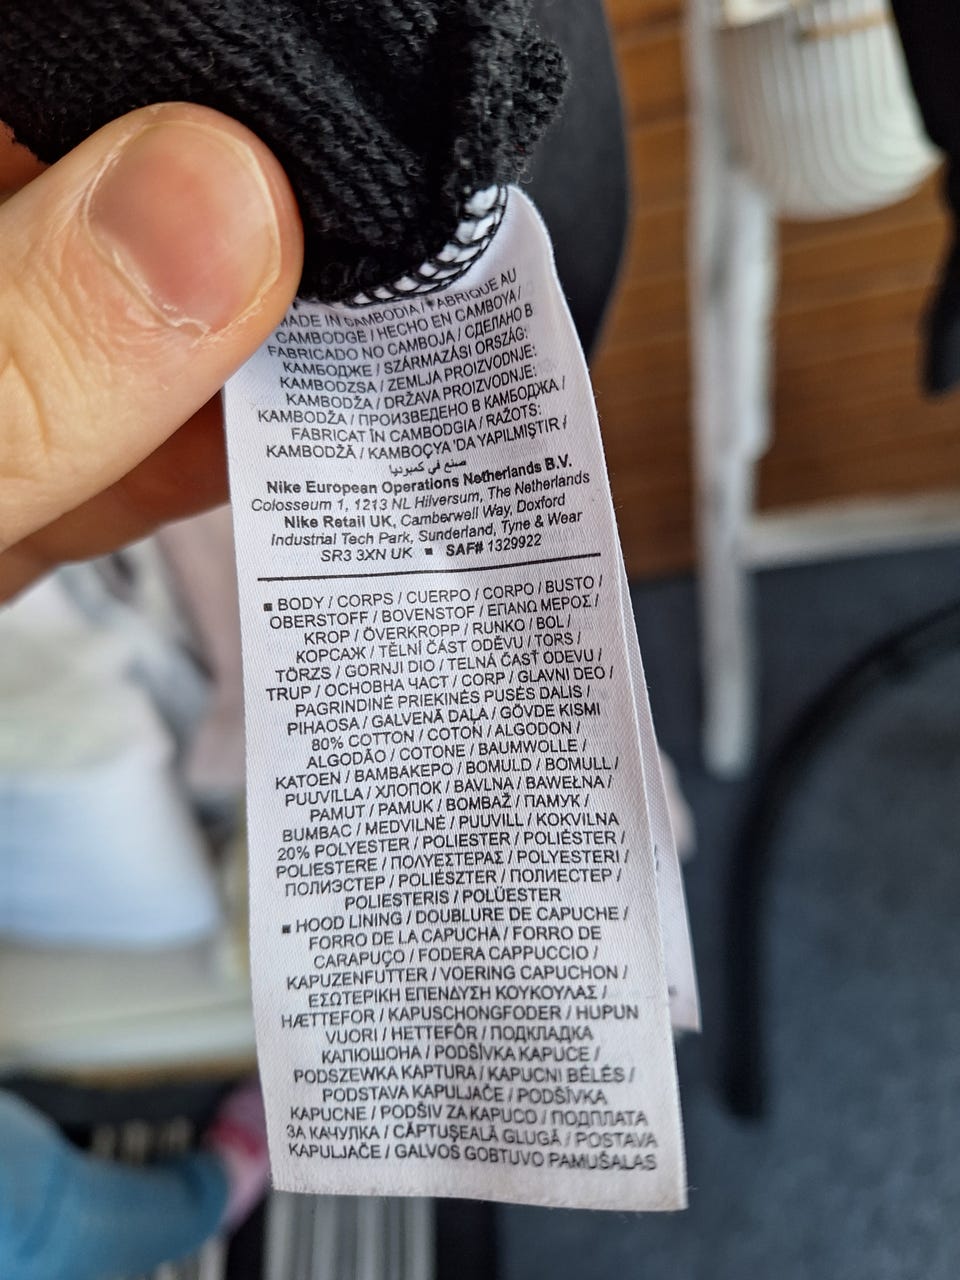 MADE IN CAMBODIA / FABRIQUE AU
CAMBODGE / HECHO EN CAMBOYA /
FABRICADO NO CAMBOJA / СДЕЛАНО В
КАМБОДЖЕ / SZÁRMAZÁSI ORSZÁG:
KAMBODZSA / ZEMLJA PROIZVODNJE:
KAMBODŽA / DRŽAVA PROIZVODNJE:
KAMBODŽA / ПРОИЗВЕДЕНО В КАМБОДЖА /
FABRICAT ÎN CAMBODGIA / RAŽOTS:
KAMBODŽĀ / KAMBOÇYA 'DA YAPILMIŞTIR /
صنع في كمبوديا
Nike European Operations Netherlands B.V.
Colosseum 1, 1213 NL Hilversum, The Netherlands
Nike Retail UK, Camberwell Way, Doxford
Industrial Tech Park, Sunderland, Tyne & Wear
SR3 3XN UK ■ SAF# 1329922
■ BODY / CORPS / CUERPO / CORPO / BUSTO /
OBERSTOFF / BOVENSTOF / ΕΠΑΝΩ ΜΕΡΟΣ /
KROP / ÖVERKROPP / RUNKO / BOL /
КОРСАЖ / TĚLNÍ ČÁST ODĚVU / TORS /
TÖRZS / GORNJI DIO / TELNÁ ČASŤ ODEVU /
TRUP / ОСНОВНА ЧАСТ / CORP / GLAVNI DEO /
PAGRINDINĖ PRIEKINĖS PUSĖS DALIS /
PIHAOSA / GALVENĀ DAĻA / GÖVDE KISMI
80% COTTON / COTON / ALGODON /
ALGODÃO / COTONE / BAUMWOLLE /
KATOEN / ΒΑΜΒΑΚΕΡΟ / BOMULD / BOMULL /
PUUVILLA / ХЛОПОК / BAVLNA / BAWEŁNA /
PAMUT / PAMUK / BOMBAŽ / ПАМУК /
BUMBAC / MEDVILNĖ / PUUVILL / KOKVILNA
20% POLYESTER / POLIESTER / POLIÉSTER /
POLIESTERE / ΠΟΛΥΕΣΤΕΡΑΣ / POLYESTERI /
ПОЛИЭСТЕР / POLIÉSZTER / ПОЛИЕСТЕР /
POLIESTERIS / POLÜESTER
■ HOOD LINING / DOUBLURE DE CAPUCHE /
FORRO DE LA CAPUCHA / FORRO DE
CARAPUÇO / FODERA CAPPUCCIO /
KAPUZENFUTTER / VOERING CAPUCHON /
ΕΣΩΤΕΡΙΚΗ ΕΠΕΝΔΥΣΗ ΚΟΥΚΟΥΛΑΣ /
HÆTTEFOR / KAPUSCHONGFODER / HUPUN
VUORI / HETTEFÔR / ПОДКЛАДКА
КАПЮШОНА / PODŠÍVKA KAPUCE /
PODSZEWKA KAPTURA / KAPUCNI BÉLÉS /
PODSTAVA KAPULJAČE / PODŠÍVKA
KAPUCNE / PODŠIV ZA KAPUCO / ПОДПЛАТА
ЗА КАЧУЛКА / CĂPTUŞEALĂ GLUGĂ / POSTAVA
KAPULJAČE / GALVOS GOBTUVO PAMUŠALAS